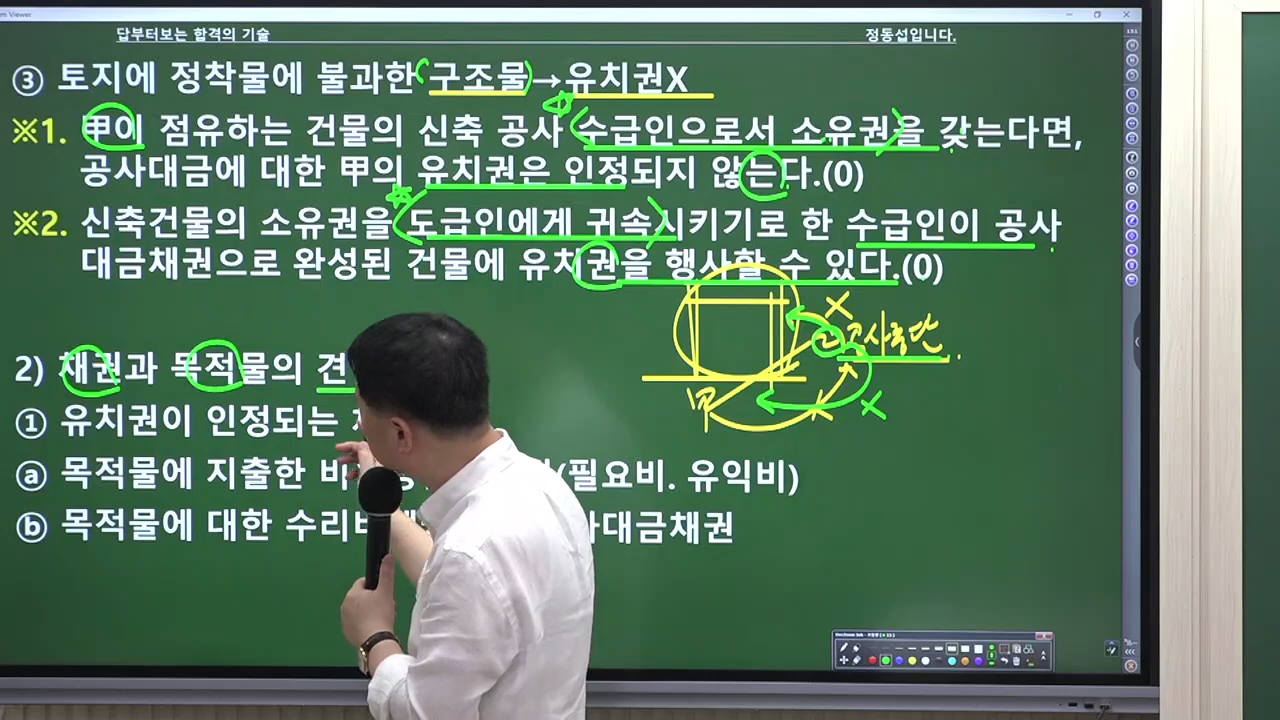 답부터보는 합격의 기술 정동섭입니다.
③ 토지에 정착물에 불과한 구조물→유치권X
※1. 甲이 점유하는 건물의 신축 공사 수급인으로서 소유권을 갖는다면,
공사대금에 대한 甲의 유치권은 인정되지 않는다.(0)
※2. 신축건물의 소유권을 도급인에게 귀속시키기로 한 수급인이 공사
대금채권으로 완성된 건물에 유치권을 행사할 수 있다.(0)
X
공사중단.
甲
X
2) 채권과 목적물의 견
① 유치권이 인정되는
ⓐ 목적물에 지출한 (필요비. 유익비)
ⓑ 목적물에 대한 수리비 대금채권